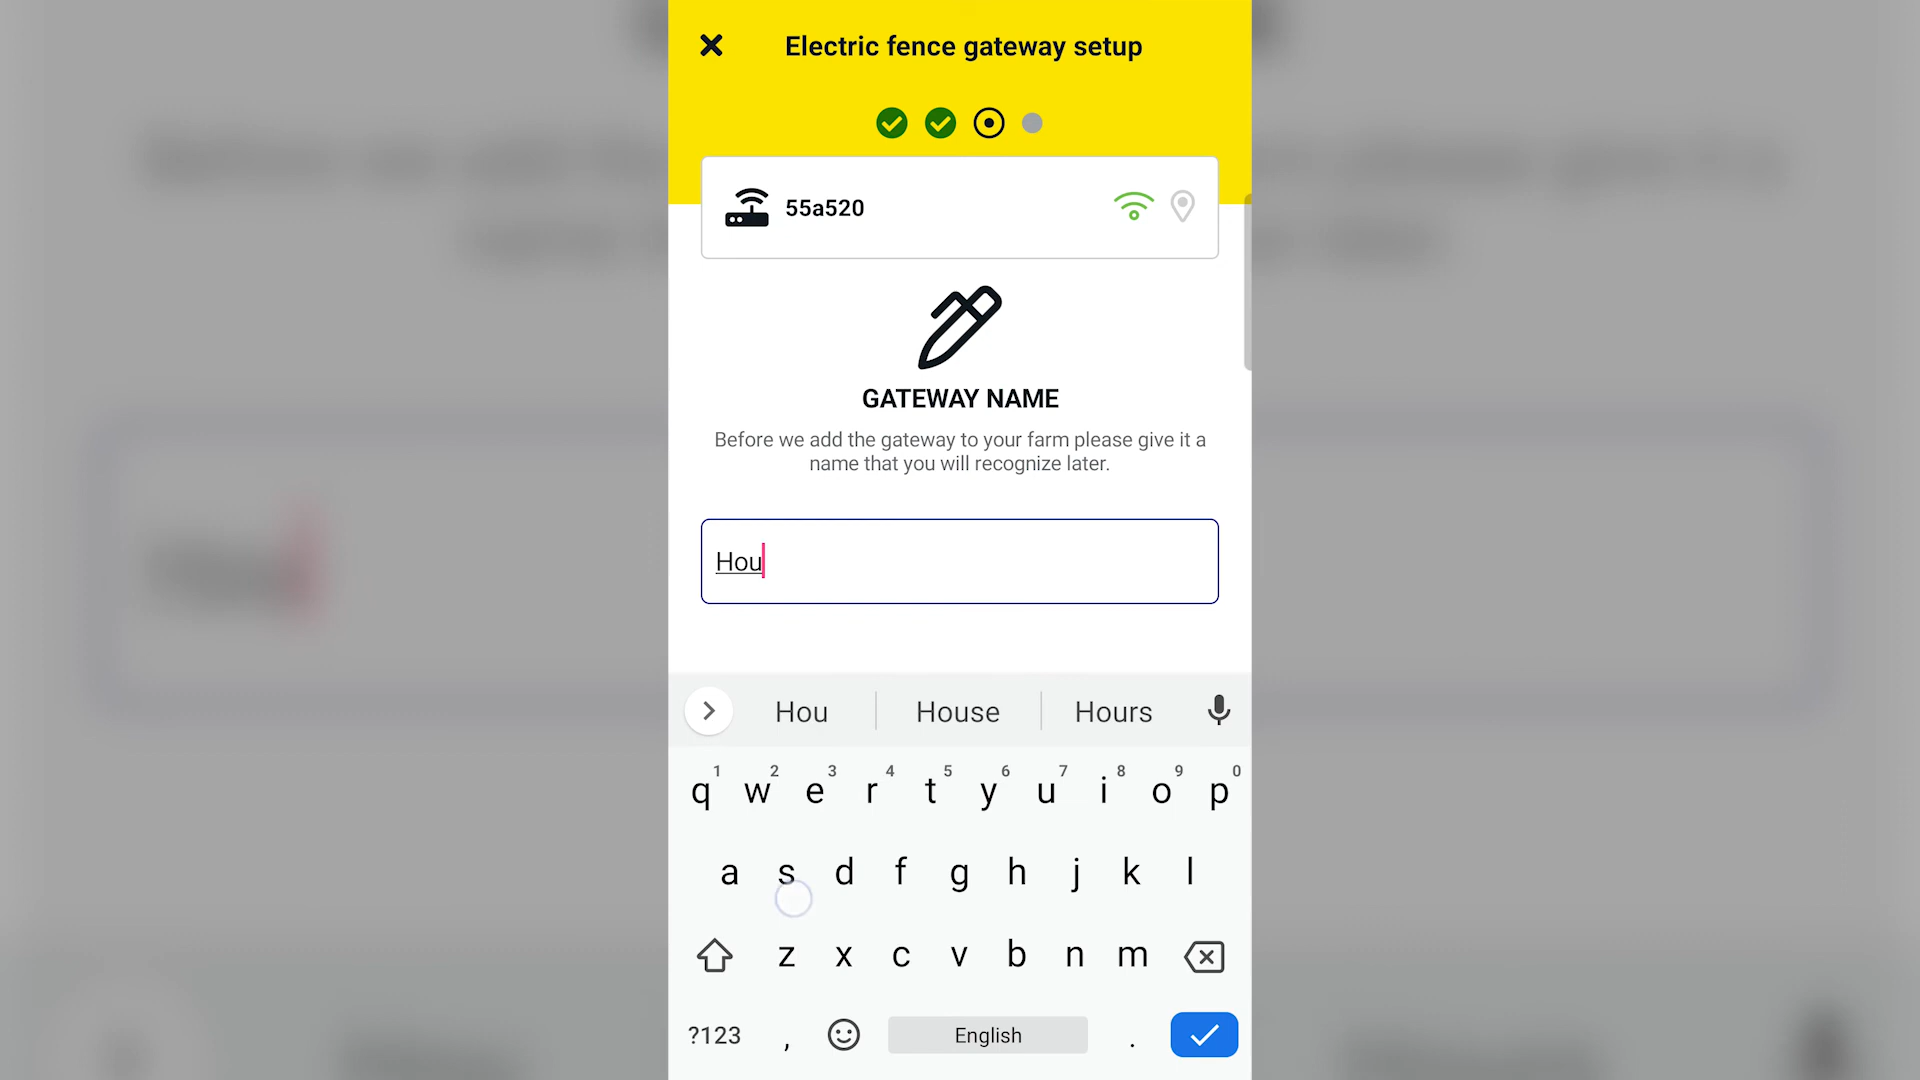 Electric fence gateway setup
55a520
GATEWAY NAME
Before we add the gateway to your farm please give it a
name that you will recognize later.
Hou
Hou House Hours
1 2 3 4 5 6 7 8 9 0
q w e r t y u i o p
a s d f g h j k l
z x c v b n m
?123 , English .